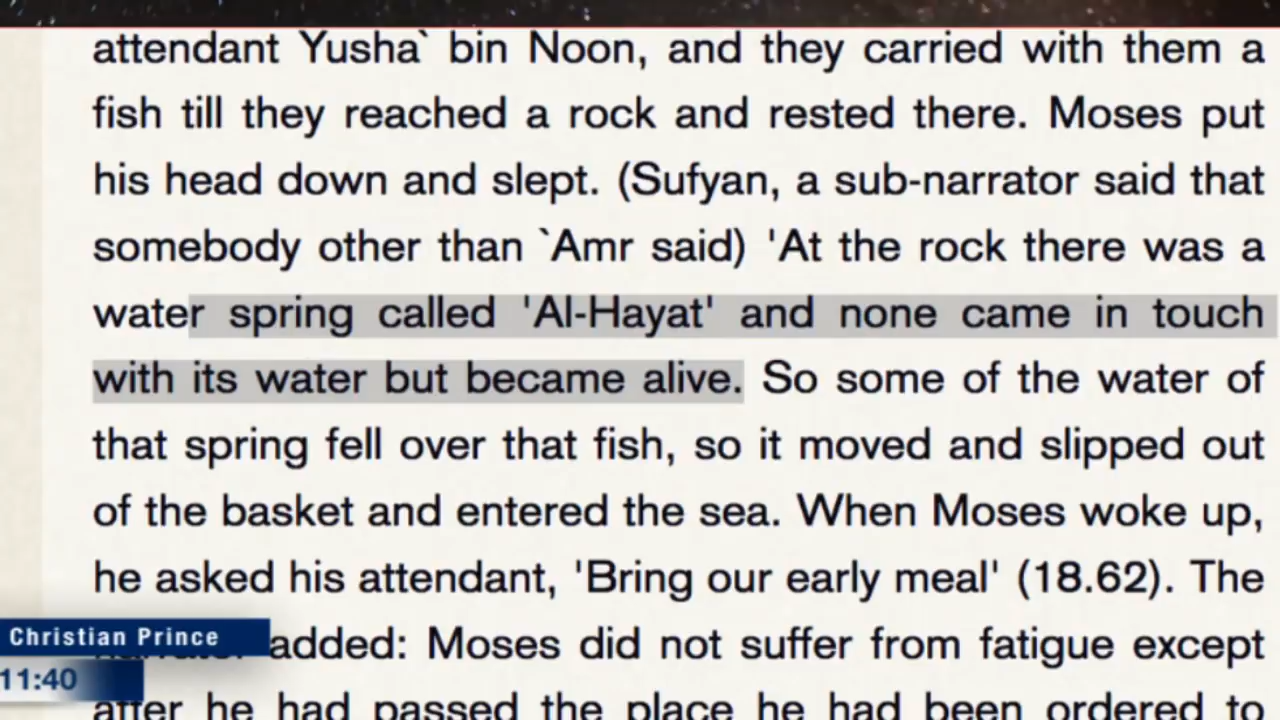 attendant Yusha` bin Noon, and they carried with them a
fish till they reached a rock and rested there. Moses put
his head down and slept. (Sufyan, a sub-narrator said that
somebody other than `Amr said) 'At the rock there was a
water spring called 'Al-Hayat' and none came in touch
with its water but became alive. So some of the water of
that spring fell over that fish, so it moved and slipped out
of the basket and entered the sea. When Moses woke up,
he asked his attendant, 'Bring our early meal' (18.62). The
added: Moses did not suffer from fatigue except
after he had passed the place he had been ordered to
Christian Prince
11:40